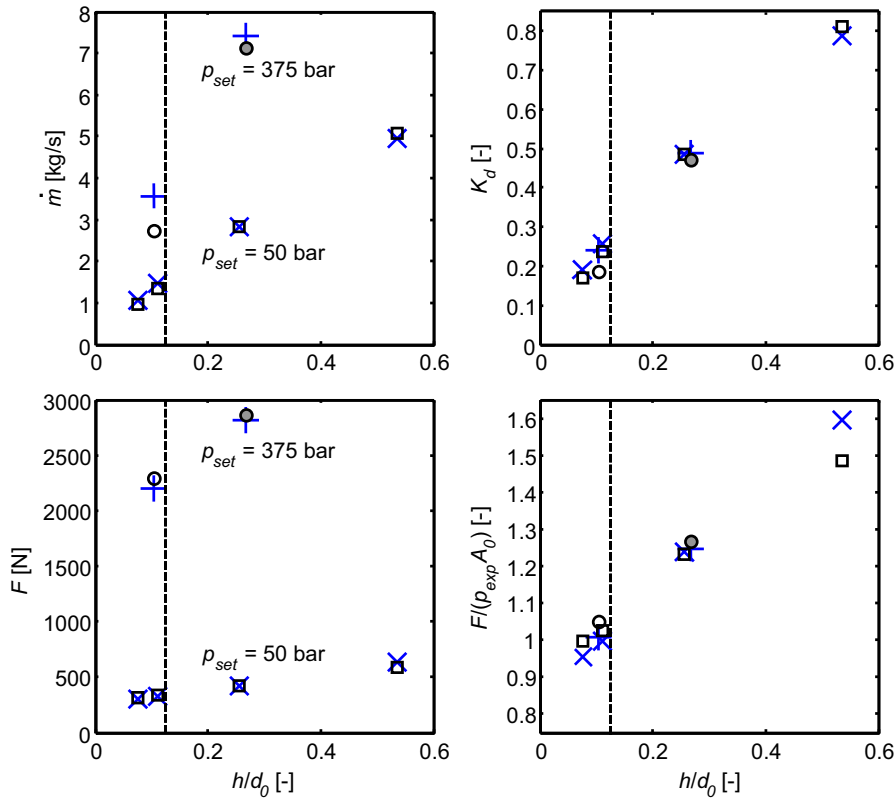 8
7
6
5
4
3
2
1
0
ṁ [kg/s]
p_set = 375 bar
p_set = 50 bar
0 0.2 0.4 0.6
0.8
0.7
0.6
0.5
0.4
0.3
0.2
0.1
0
K_d [-]
0 0.2 0.4 0.6
3000
2500
2000
1500
1000
500
0
F [N]
p_set = 375 bar
p_set = 50 bar
0 0.2 0.4 0.6
h/d_0 [-]
1.6
1.5
1.4
1.3
1.2
1.1
1
0.9
0.8
F/(p_exp A_0) [-]
0 0.2 0.4 0.6
h/d_0 [-]